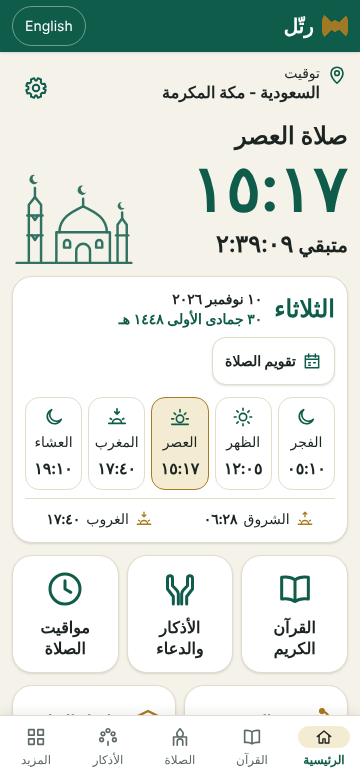 رتّل
English
توقيت
السعودية - مكة المكرمة
صلاة العصر
١٥:١٧
متبقي ٢:٣٩:٠٩
الثلاثاء
١٠ نوفمبر ٢٠٢٦
٣٠ جمادى الأولى ١٤٤٨ هـ
تقويم الصلاة
الفجر
٠٥:١٠
الظهر
١٢:٠٥
العصر
١٥:١٧
المغرب
١٧:٤٠
العشاء
١٩:١٠
الشروق ٠٦:٢٨
الغروب ١٧:٤٠
القرآن
الكريم
الأذكار
والدعاء
مواقيت
الصلاة
الرئيسية
القرآن
الصلاة
الأذكار
المزيد